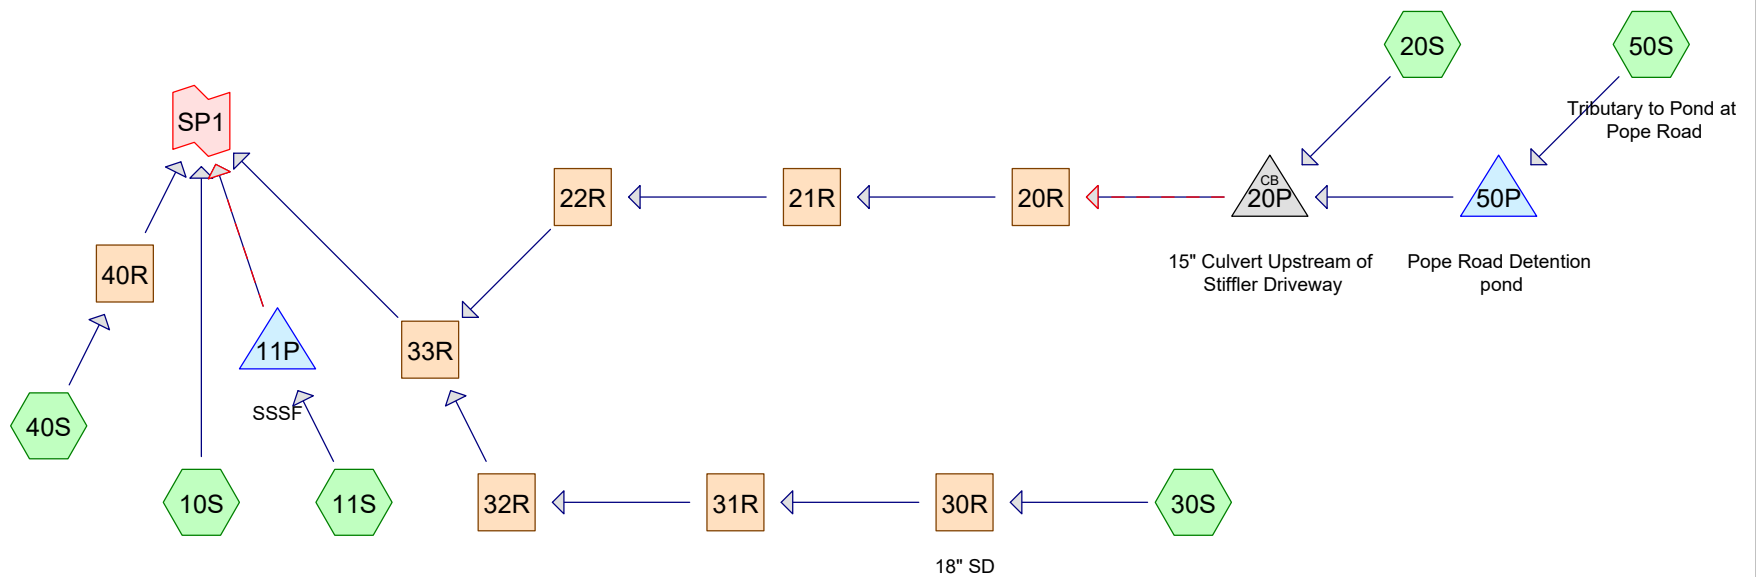 20S
50S
Tributary to Pond at
Pope Road
SP1
22R
21R
20R
CB
20P
50P
15" Culvert Upstream of
Stiffler Driveway
Pope Road Detention
pond
40R
11P
33R
SSSF
40S
10S
11S
32R
31R
30R
30S
18" SD